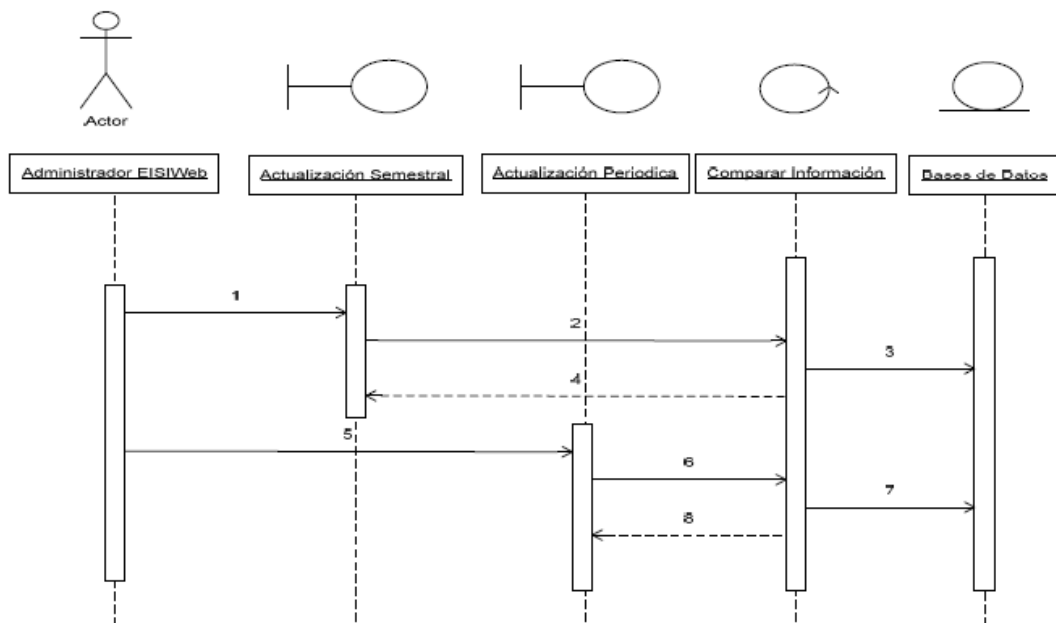 Actor
Administrador EISIWeb
Actualización Semestral
Actualización Periodica
Comparar Información
Bases de Datos
1
2
3
4
5
6
7
8